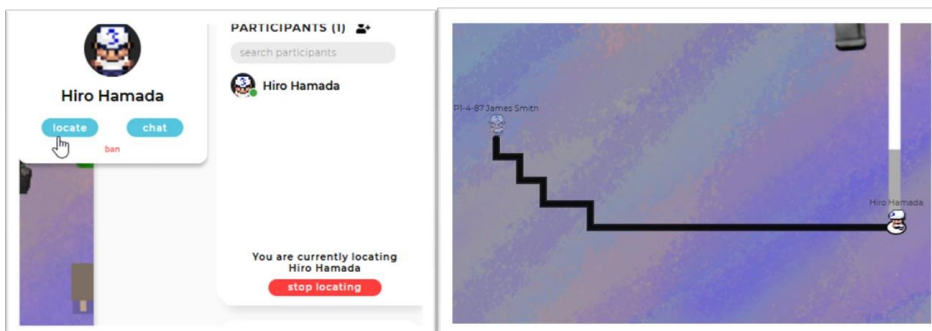 PARTICIPANTS (1)
search participants
Hiro Hamada
Hiro Hamada
locate
chat
ban
You are currently locating
Hiro Hamada
stop locating
P1-4-87 James Smith
Hiro Hamada